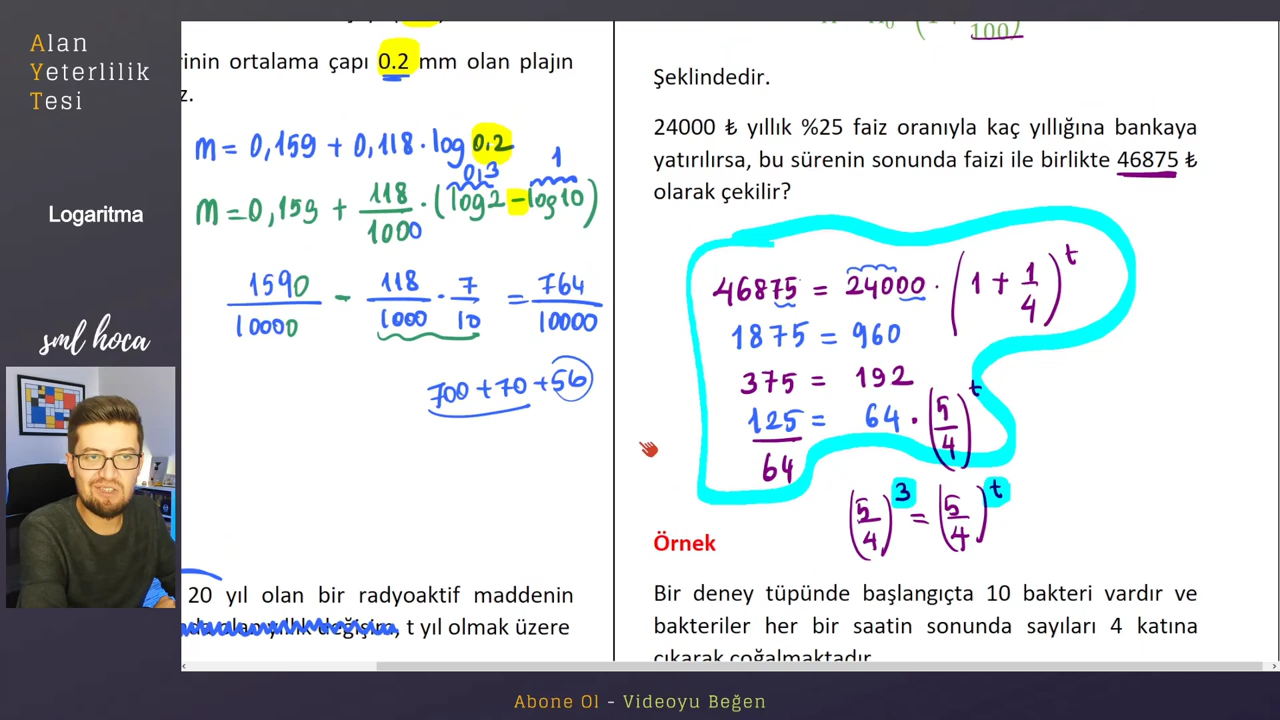 Alan
Yeterlilik
Tesi
Logaritma
sml hoca
rinin ortalama çapı 0.2 mm olan plajın
z.
m = 0,159 + 0,118 · log 0.2
0,3 1
m = 0,159 + 118/1000 · (log2 - log10)
1590/10000 - 118/1000 · 7/10 = 764/10000
700 + 70 + 56
20 yıl olan bir radyoaktif maddenin
yıllık değişim, t yıl olmak üzere
100)
Şeklindedir.
24000 ₺ yıllık %25 faiz oranıyla kaç yıllığına bankaya
yatırılırsa, bu sürenin sonunda faizi ile birlikte 46875 ₺
olarak çekilir?
46875 = 24000 · (1 + 1/4)^t
1875 = 960
375 = 192
125/64 = 64 · (5/4)^t
(5/4)^3 = (5/4)^t
Örnek
Bir deney tüpünde başlangıçta 10 bakteri vardır ve
bakteriler her bir saatin sonunda sayıları 4 katına
çıkarak çoğalmaktadır
Abone Ol - Videoyu Beğen